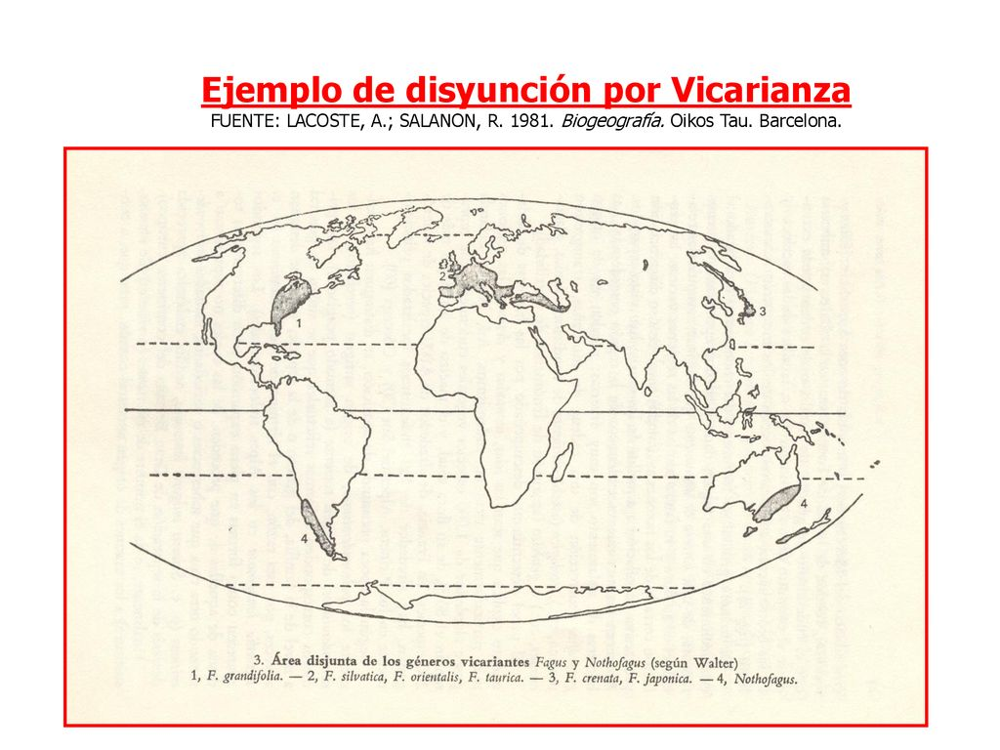 Ejemplo de disyunción por Vicarianza
FUENTE: LACOSTE, A.; SALANON, R. 1981. Biogeografía. Oikos Tau. Barcelona.
1
2
3
4
4
3. Área disjunta de los géneros vicariantes Fagus y Nothofagus (según Walter)
1, F. grandifolia. — 2, F. silvatica, F. orientalis, F. taurica. — 3, F. crenata, F. japonica. — 4, Nothofagus.